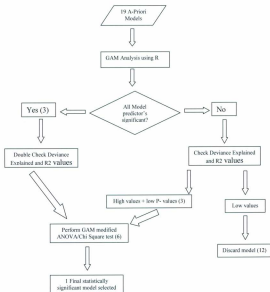 19 A-Priori
Models
GAM Analysis using R
All Model
predictor's
significant?
Yes (3)
No
Double Check Deviance
Explained and R2 values
Check Deviance Explained
and R2 values
High values + low P- values (3)
Low values
Perform GAM modified
ANOVA/Chi Square test (6)
Discard model (12)
1 Final statistically
significant model selected